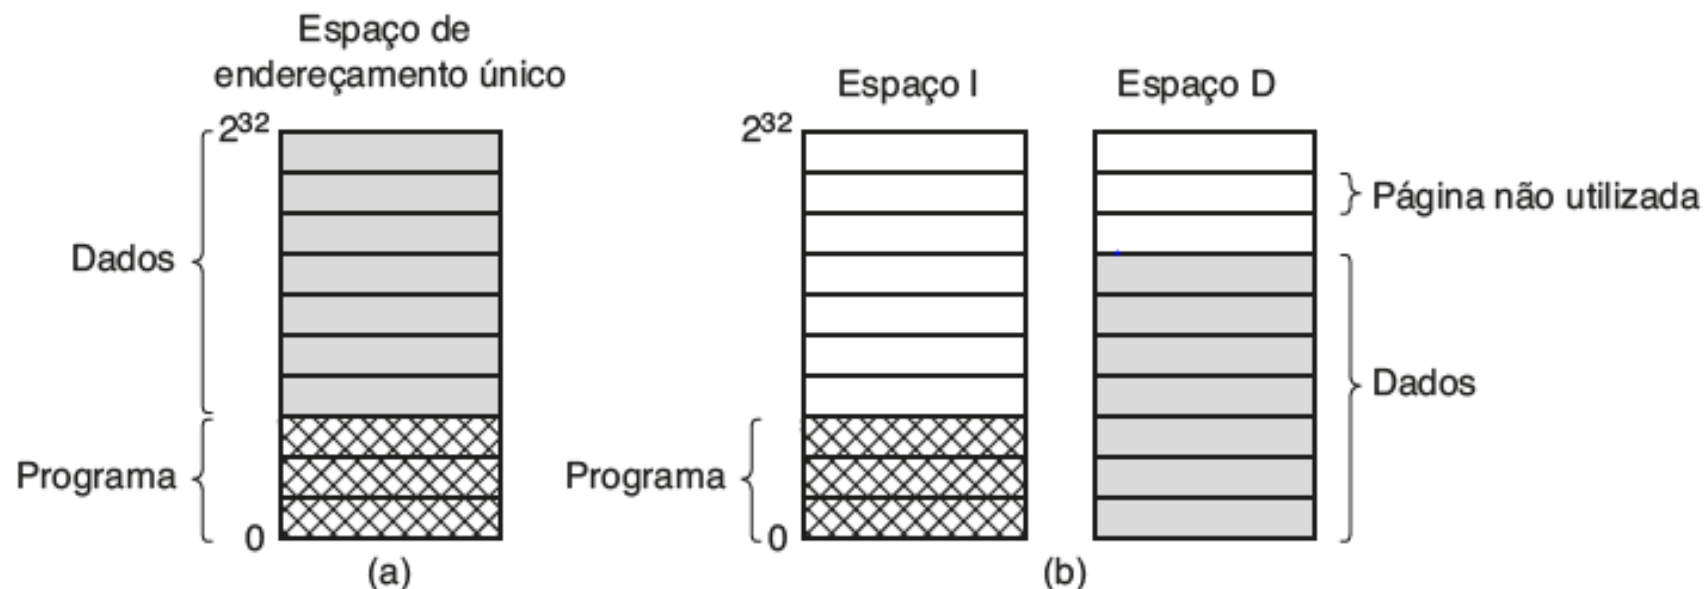 Espaço de
endereçamento único
2³²
Dados
Programa
0
(a)
Espaço I
Espaço D
2³²
Página não utilizada
Dados
Programa
0
(b)